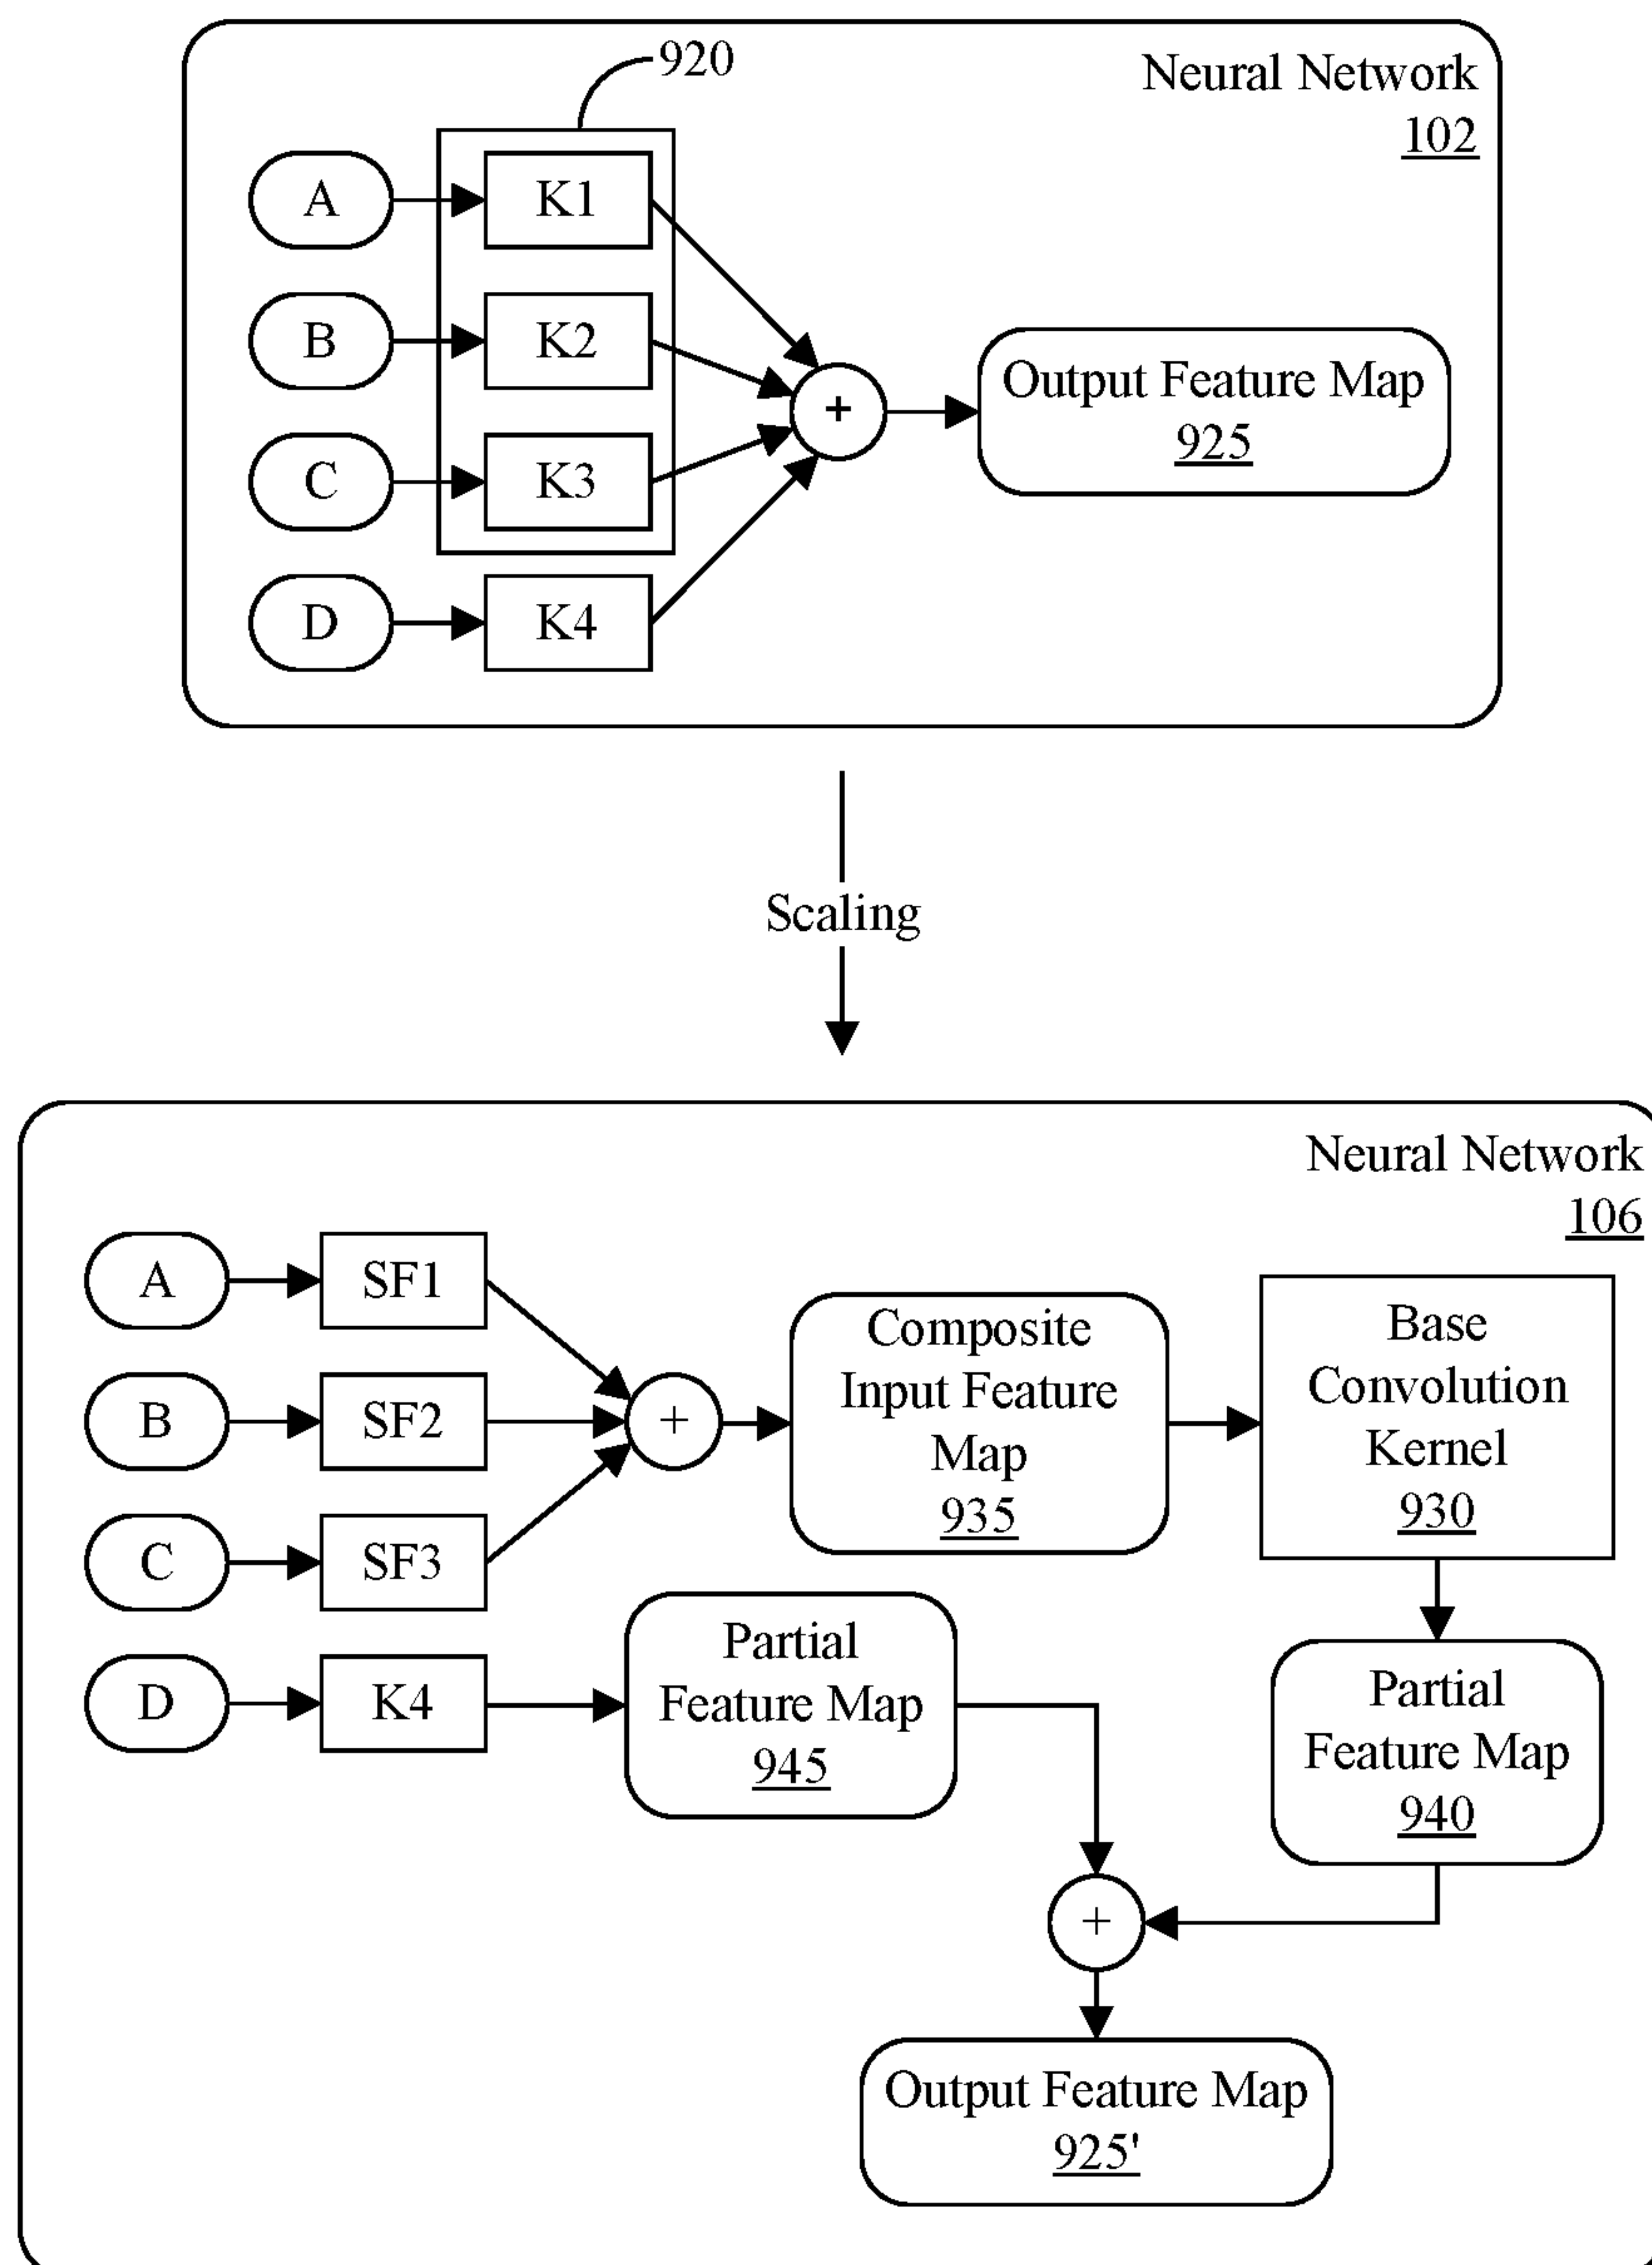 920
Neural Network
102
A
K1
B
K2
C
K3
D
K4
+
Output Feature Map
925
Scaling
Neural Network
106
A
SF1
B
SF2
C
SF3
+
Composite
Input Feature
Map
935
Base
Convolution
Kernel
930
D
K4
Partial
Feature Map
945
Partial
Feature Map
940
+
Output Feature Map
925'